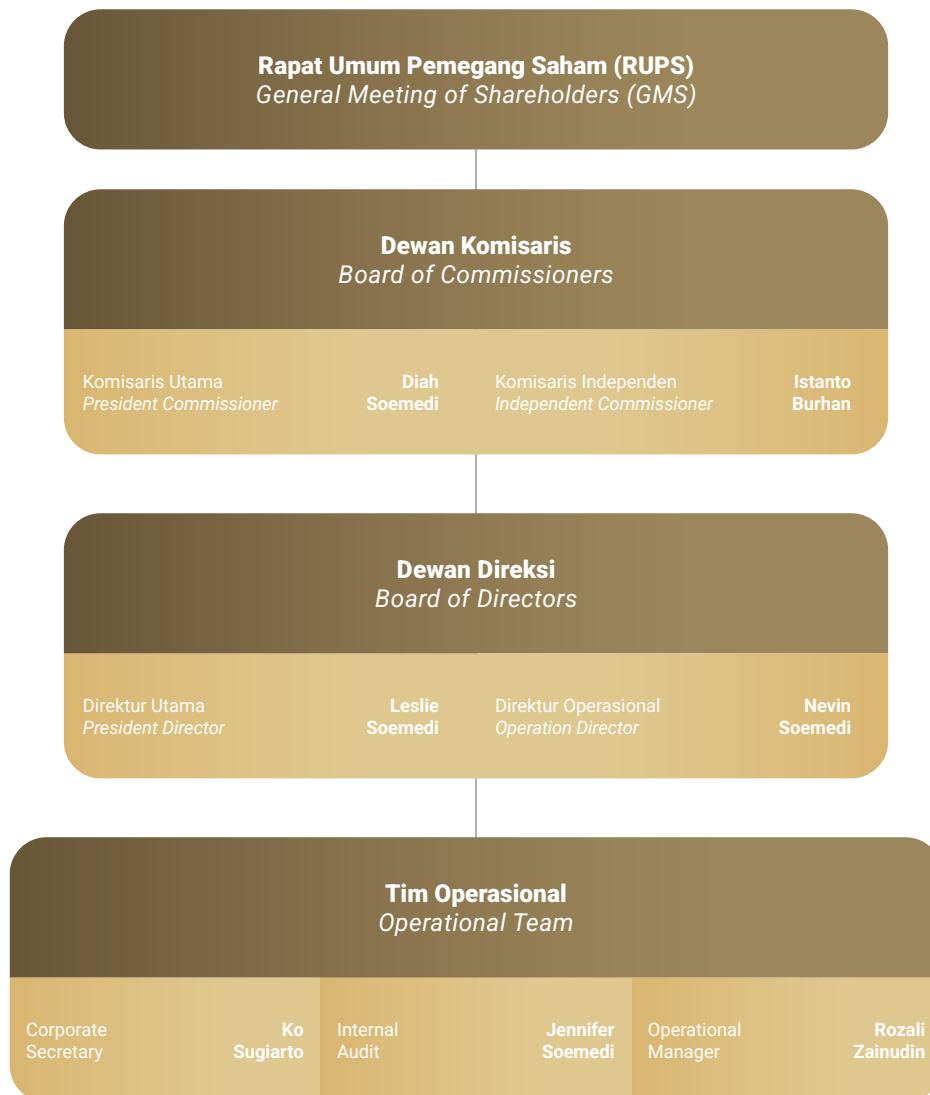 Rapat Umum Pemegang Saham (RUPS)
General Meeting of Shareholders (GMS)
Dewan Komisaris
Board of Commissioners
Komisaris Utama
President Commissioner
Diah
Soemedi
Komisaris Independen
Independent Commissioner
Istanto
Burhan
Dewan Direksi
Board of Directors
Direktur Utama
President Director
Leslie
Soemedi
Direktur Operasional
Operation Director
Nevin
Soemedi
Tim Operasional
Operational Team
Corporate
Secretary
Ko
Sugiarto
Internal
Audit
Jennifer
Soemedi
Operational
Manager
Rozali
Zainudin